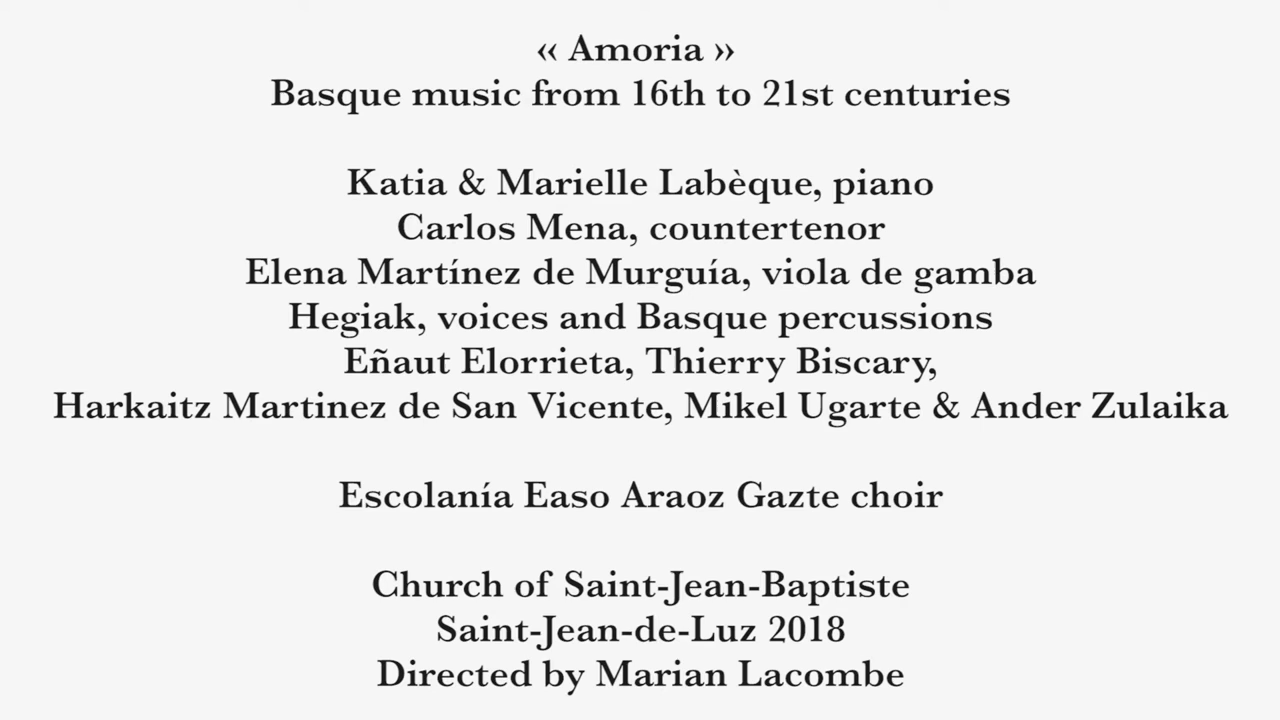 ‹‹ Amoria ››
Basque music from 16th to 21st centuries
Katia & Marielle Labèque, piano
Carlos Mena, countertenor
Elena Martínez de Murguía, viola de gamba
Hegiak, voices and Basque percussions
Eñaut Elorrieta, Thierry Biscary,
Harkaitz Martinez de San Vicente, Mikel Ugarte & Ander Zulaika
Escolanía Easo Araoz Gazte choir
Church of Saint-Jean-Baptiste
Saint-Jean-de-Luz 2018
Directed by Marian Lacombe